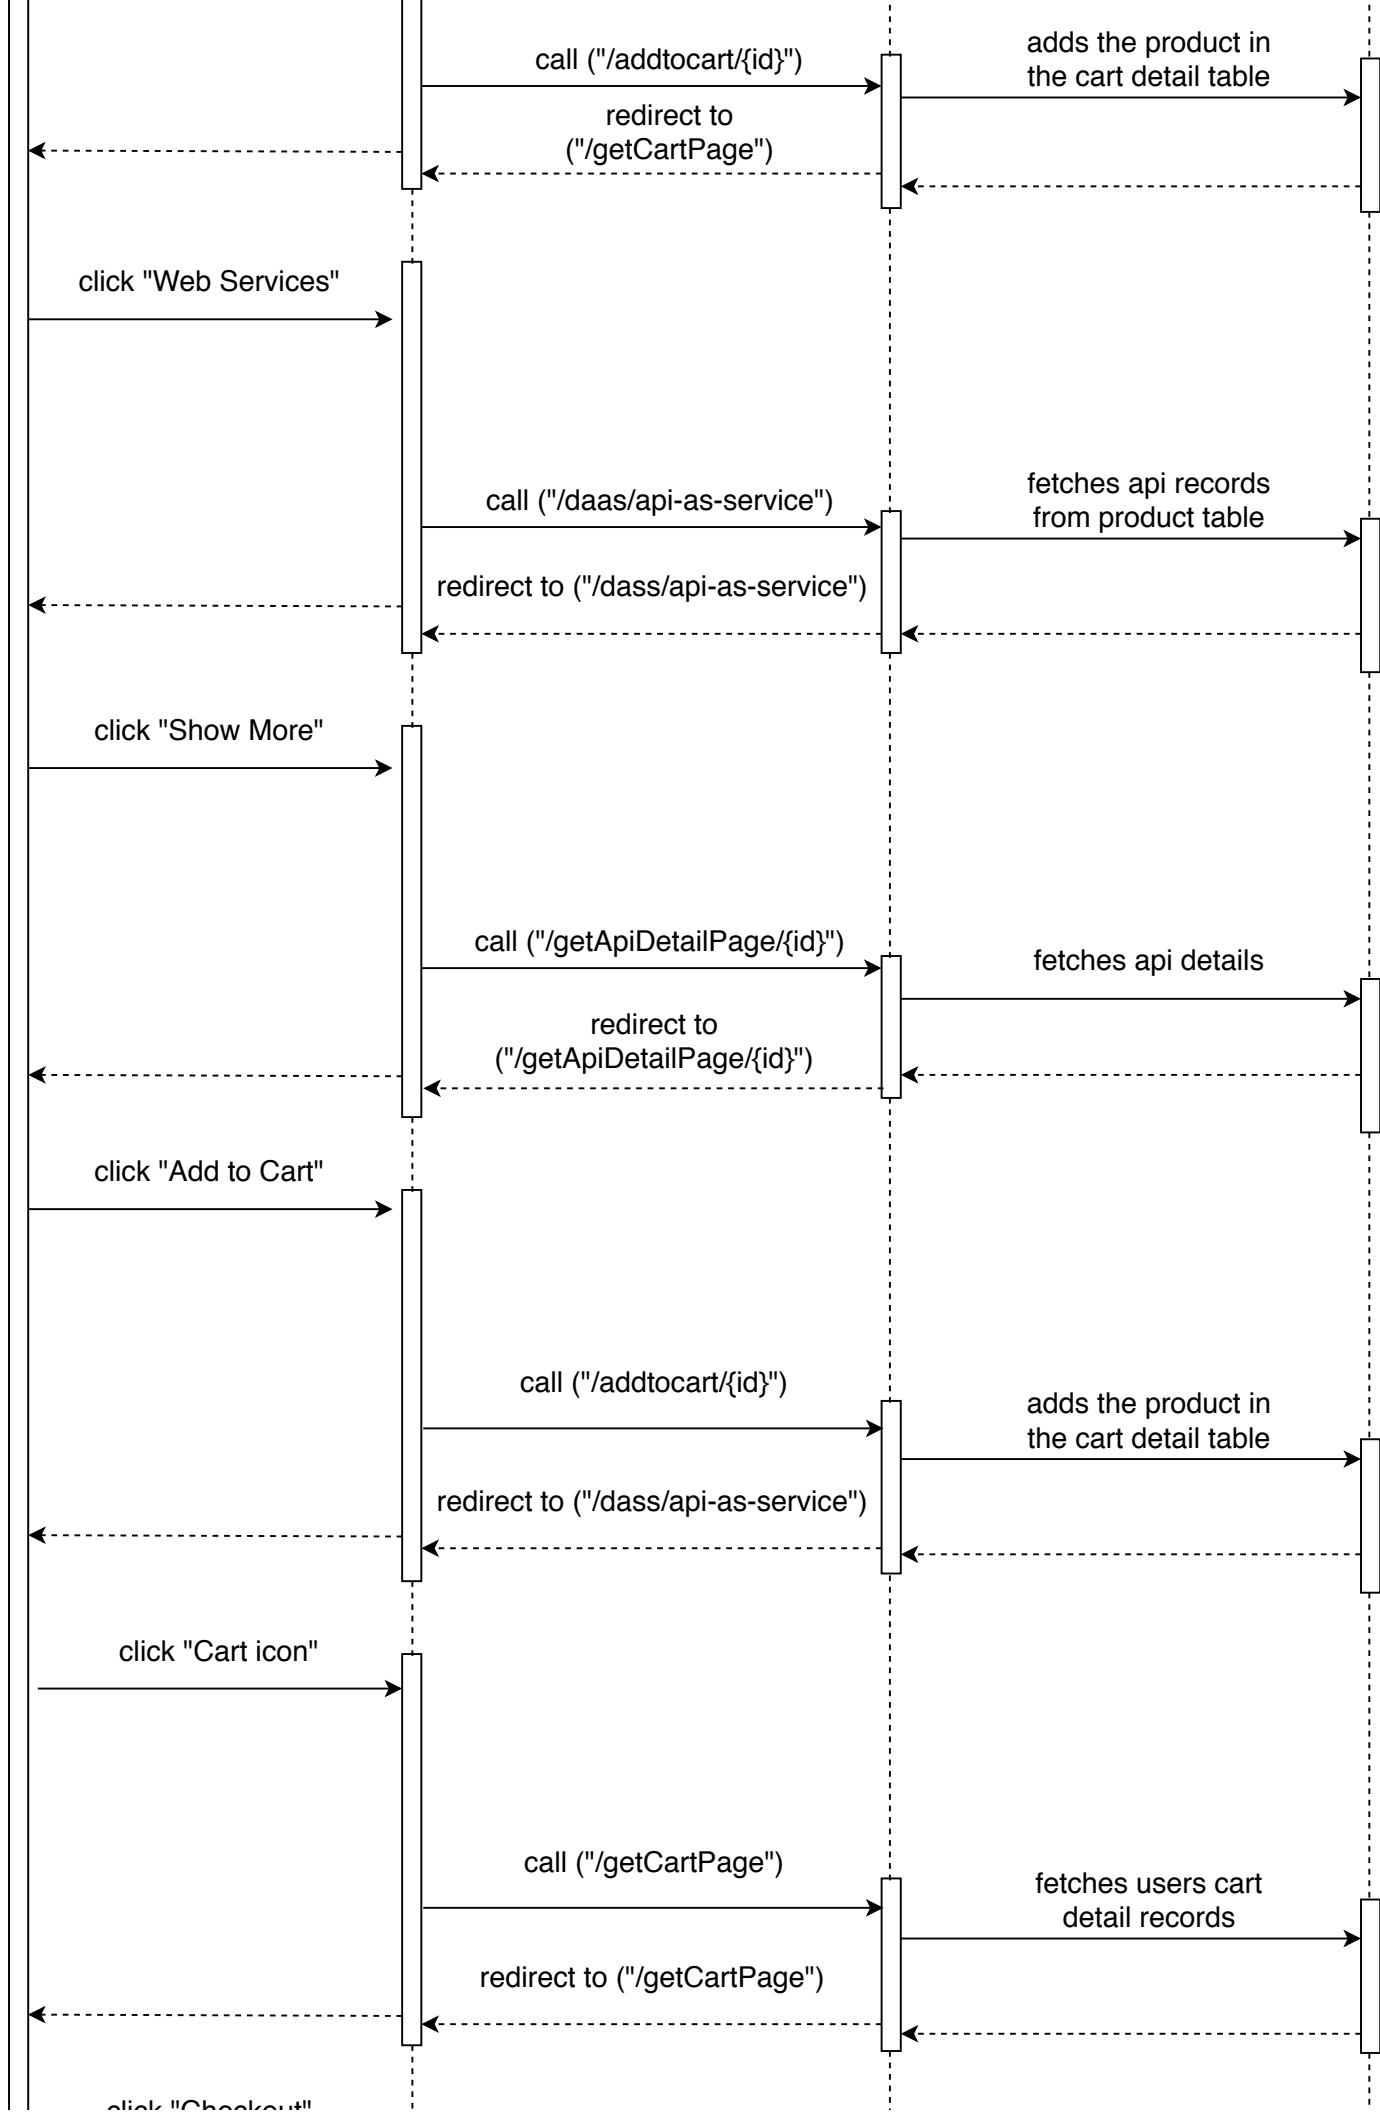 call ("/addtocart/{id}")
adds the product in
the cart detail table
redirect to
("/getCartPage")
click "Web Services"
call ("/daas/api-as-service")
fetches api records
from product table
redirect to ("/dass/api-as-service")
click "Show More"
call ("/getApiDetailPage/{id}")
fetches api details
redirect to
("/getApiDetailPage/{id}")
click "Add to Cart"
call ("/addtocart/{id}")
adds the product in
the cart detail table
redirect to ("/dass/api-as-service")
click "Cart icon"
call ("/getCartPage")
fetches users cart
detail records
redirect to ("/getCartPage")
click "Checkout"